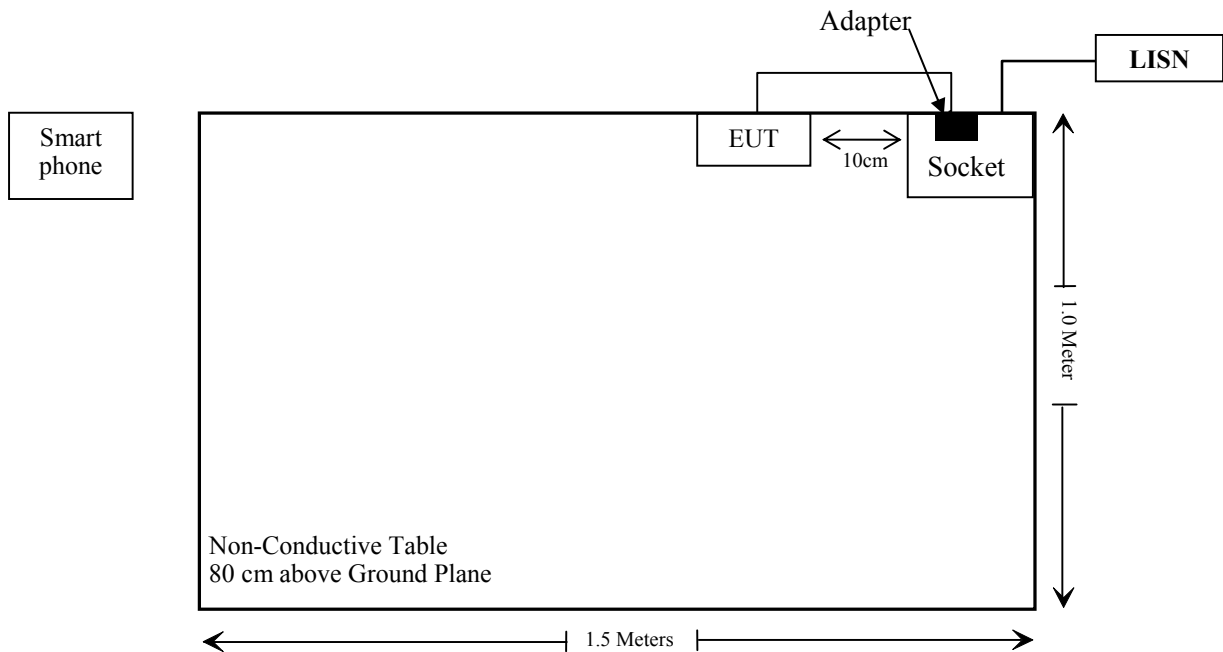 Adapter
LISN
Smart
phone
EUT
10cm
Socket
1.0 Meter
Non-Conductive Table
80 cm above Ground Plane
1.5 Meters